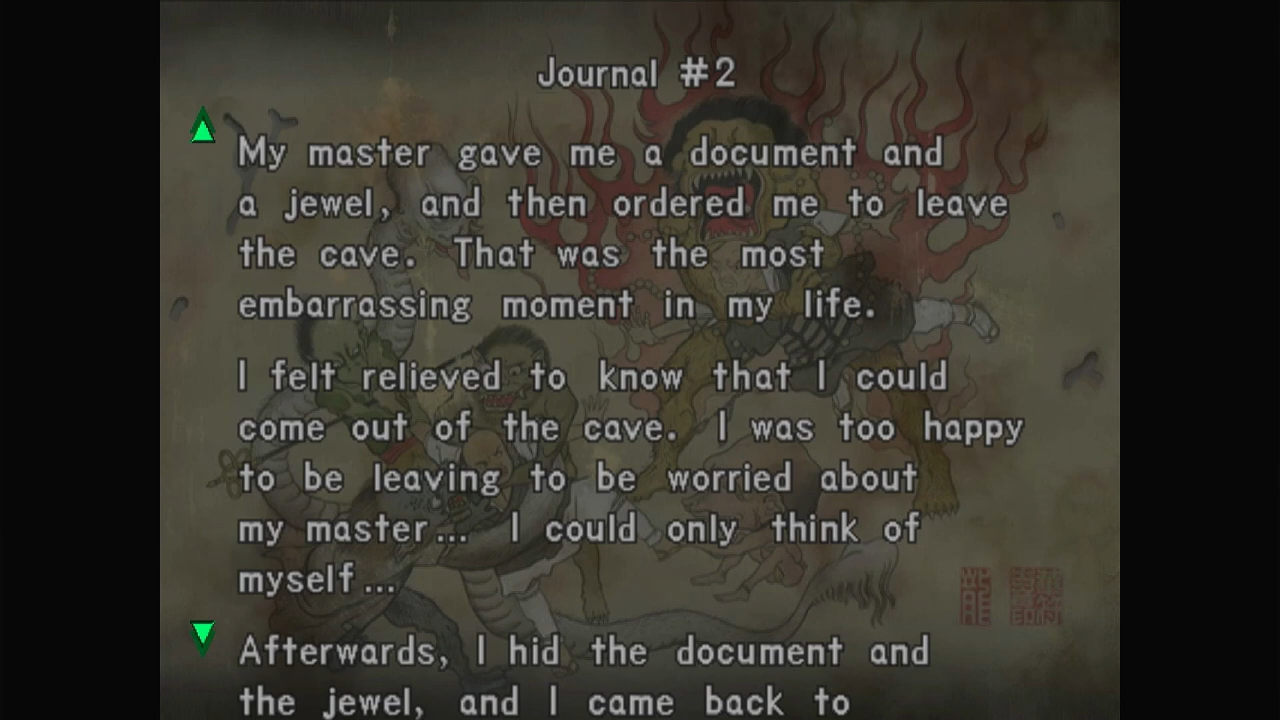 Journal #2
My master gave me a document and
a jewel, and then ordered me to leave
the cave. That was the most
embarrassing moment in my life.
I felt relieved to know that I could
come out of the cave. I was too happy
to be leaving to be worried about
my master... I could only think of
myself...
Afterwards, I hid the document and
the jewel, and I came back to